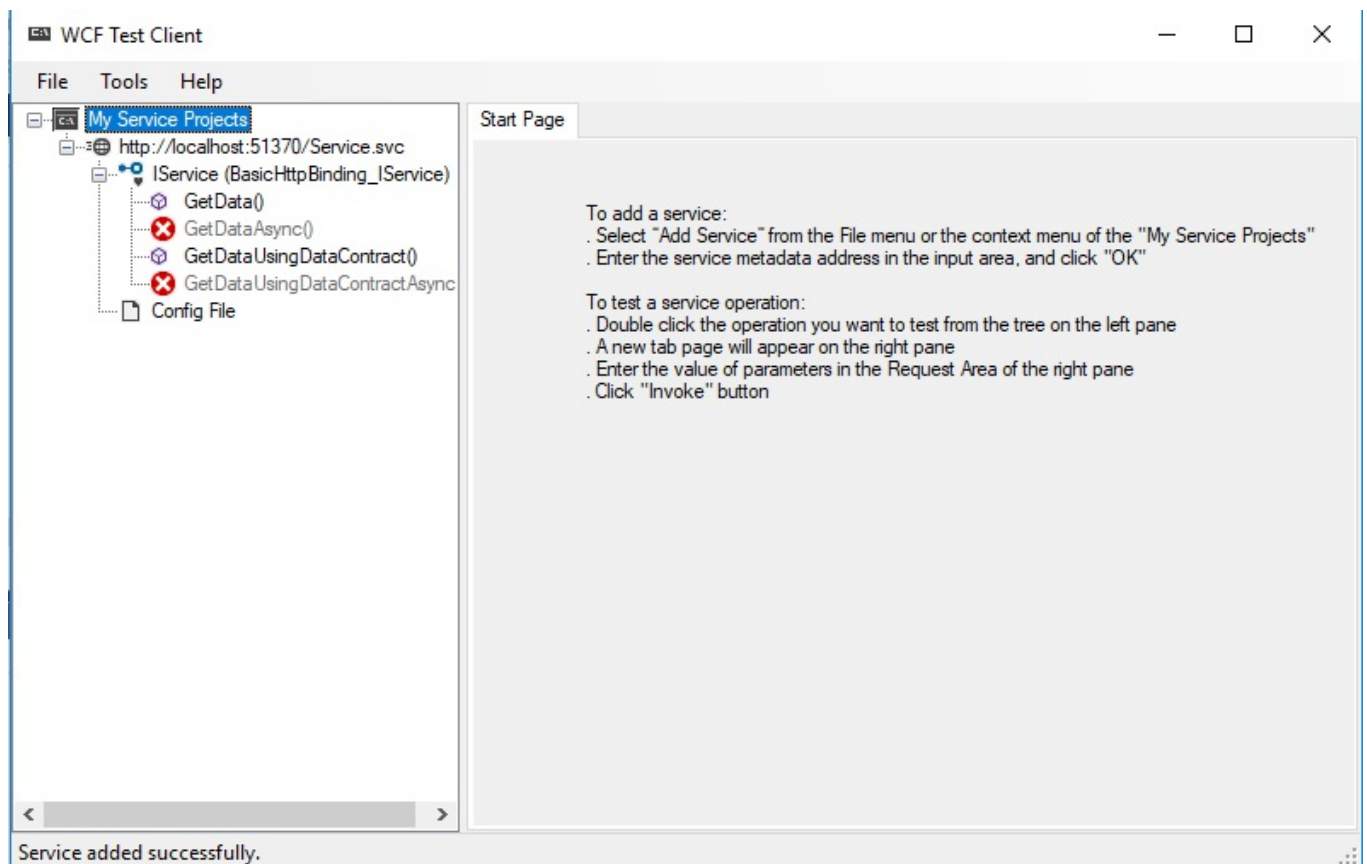 WCF Test Client
File Tools Help
My Service Projects
http://localhost:51370/Service.svc
IService (BasicHttpBinding_IService)
GetData()
GetDataAsync()
GetDataUsingDataContract()
GetDataUsingDataContractAsync
Config File
Start Page
To add a service:
. Select "Add Service" from the File menu or the context menu of the "My Service Projects"
. Enter the service metadata address in the input area, and click "OK"
To test a service operation:
. Double click the operation you want to test from the tree on the left pane
. A new tab page will appear on the right pane
. Enter the value of parameters in the Request Area of the right pane
. Click "Invoke" button
Service added successfully.